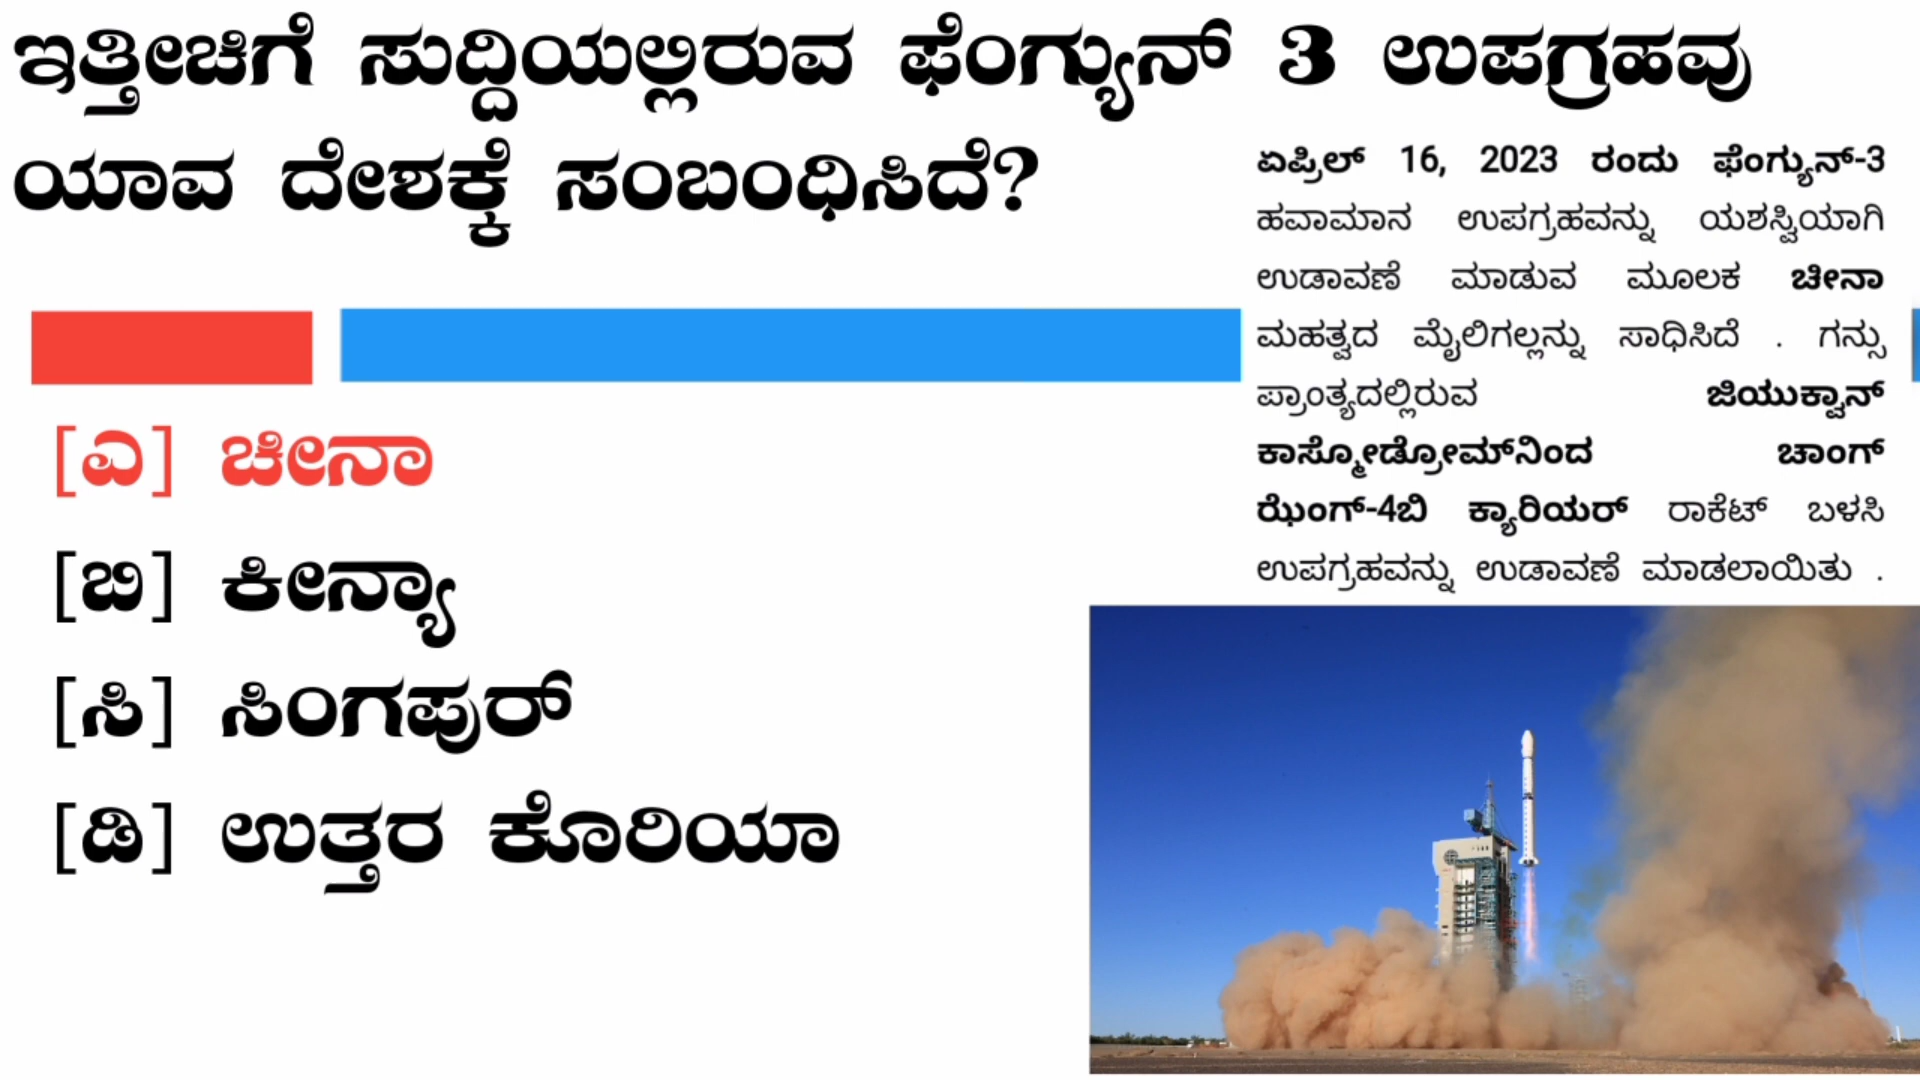 ಇತ್ತೀಚಿಗೆ ಸುದ್ದಿಯಲ್ಲಿರುವ ಫೆಂಗ್ಯುನ್ 3 ಉಪಗ್ರಹವು
ಯಾವ ದೇಶಕ್ಕೆ ಸಂಬಂಧಿಸಿದೆ?
[ಎ] ಚೀನಾ
[ಬಿ] ಕೀನ್ಯಾ
[ಸಿ] ಸಿಂಗಪುರ್
[ಡಿ] ಉತ್ತರ ಕೊರಿಯಾ
ಏಪ್ರಿಲ್ 16, 2023 ರಂದು ಫೆಂಗ್ಯುನ್-3
ಹವಾಮಾನ ಉಪಗ್ರಹವನ್ನು ಯಶಸ್ವಿಯಾಗಿ
ಉಡಾವಣೆ ಮಾಡುವ ಮೂಲಕ ಚೀನಾ
ಮಹತ್ವದ ಮೈಲಿಗಲ್ಲನ್ನು ಸಾಧಿಸಿದೆ . ಗನ್ಸು
ಪ್ರಾಂತ್ಯದಲ್ಲಿರುವ ಜಿಯುಕ್ವಾನ್
ಕಾಸ್ಮೋಡ್ರೋಮ್‌ನಿಂದ ಚಾಂಗ್
ಝೆಂಗ್-4ಬಿ ಕ್ಯಾರಿಯರ್ ರಾಕೆಟ್ ಬಳಸಿ
ಉಪಗ್ರಹವನ್ನು ಉಡಾವಣೆ ಮಾಡಲಾಯಿತು .